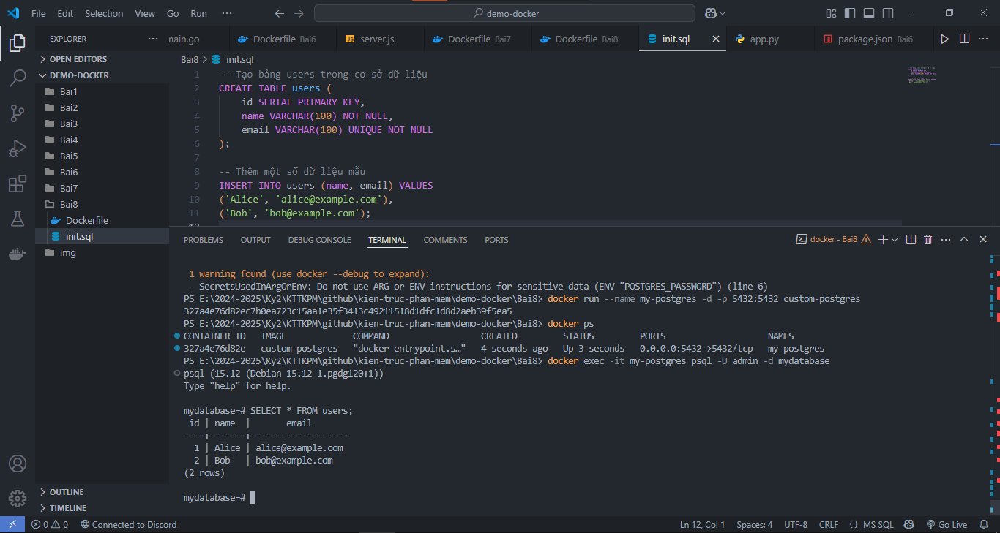 File Edit Selection View Go Run ··· ← → demo-docker
EXPLORER ···
nain.go Dockerfile Bai6 JS server.js Dockerfile Bai7 Dockerfile Bai8 init.sql app.py package.json Bai6 ···
OPEN EDITORS
DEMO-DOCKER
Bai1
Bai2
Bai3
Bai4
Bai5
Bai6
Bai7
Bai8
Dockerfile
init.sql
img
OUTLINE
TIMELINE
Bai8 > init.sql
1 -- Tạo bảng users trong cơ sở dữ liệu
2 CREATE TABLE users (
3 id SERIAL PRIMARY KEY,
4 name VARCHAR(100) NOT NULL,
5 email VARCHAR(100) UNIQUE NOT NULL
6 );
7
8 -- Thêm một số dữ liệu mẫu
9 INSERT INTO users (name, email) VALUES
10 ('Alice', 'alice@example.com'),
11 ('Bob', 'bob@example.com');
12
PROBLEMS OUTPUT DEBUG CONSOLE TERMINAL COMMENTS PORTS docker - Bai8 ···
1 warning found (use docker --debug to expand):
- SecretsUsedInArgOrEnv: Do not use ARG or ENV instructions for sensitive data (ENV "POSTGRES_PASSWORD") (line 6)
PS E:\2024-2025\Ky2\KTTKPM\github\kien-truc-phan-mem\demo-docker\Bai8> docker run --name my-postgres -d -p 5432:5432 custom-postgres
327a4e76d82ec7b0ea723c15aa1e35f3413c49211518d1dfc1d8d2aeb39f5ea5
PS E:\2024-2025\Ky2\KTTKPM\github\kien-truc-phan-mem\demo-docker\Bai8> docker ps
CONTAINER ID IMAGE COMMAND CREATED STATUS PORTS NAMES
327a4e76d82e custom-postgres "docker-entrypoint.s…" 4 seconds ago Up 3 seconds 0.0.0.0:5432->5432/tcp my-postgres
PS E:\2024-2025\Ky2\KTTKPM\github\kien-truc-phan-mem\demo-docker\Bai8> docker exec -it my-postgres psql -U admin -d mydatabase
psql (15.12 (Debian 15.12-1.pgdg120+1))
Type "help" for help.
mydatabase=# SELECT * FROM users;
id | name | email
----+-------+-------------------
1 | Alice | alice@example.com
2 | Bob | bob@example.com
(2 rows)
mydatabase=#
0 0 Connected to Discord Ln 12, Col 1 Spaces: 4 UTF-8 CRLF {} MS SQL Go Live